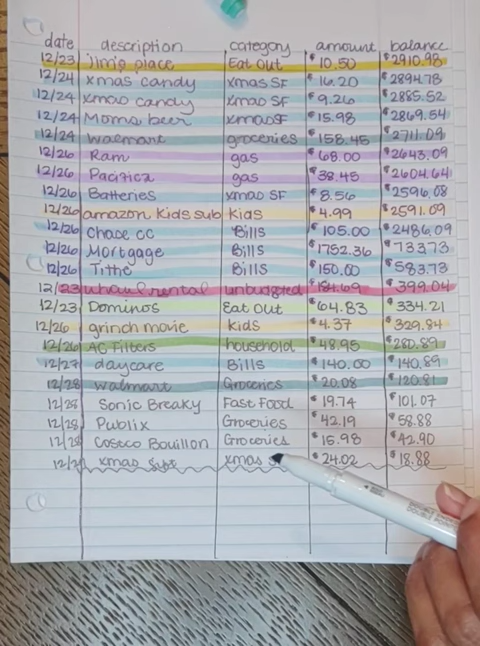 date description category amount balance
12/23 Jim's place Eat Out $10.50 $2910.98
12/24 xmas candy xmas SF $16.20 $2894.78
12/24 xmas candy xmas SF $9.26 $2885.52
12/24 Moms beer xmas SF $15.98 $2869.54
12/24 Walmart groceries $158.45 $2711.09
12/26 Ram gas $68.00 $2643.09
12/26 Pacifica gas $38.45 $2604.64
12/26 Batteries xmas SF $8.56 $2596.08
12/26 amazon Kids sub Kids $4.99 $2591.09
12/26 Chase CC Bills $105.00 $2486.09
12/26 Mortgage Bills $1752.36 $733.73
12/26 Tithe Bills $150.00 $583.73
12/23 uhaul rental unbudgeted $184.69 $399.04
12/23 Dominos Eat Out $64.83 $334.21
12/26 grinch movie Kids $4.37 $329.84
12/26 AC Filters household $48.95 $280.89
12/27 daycare Bills $140.00 $140.89
12/28 walmart Groceries $20.08 $120.81
12/28 Sonic Breaky Fast Food $19.74 $101.07
12/28 Publix Groceries $42.19 $58.88
12/28 Costco Bouillon Groceries $15.98 $42.90
xmas xmas $24.02 $18.88